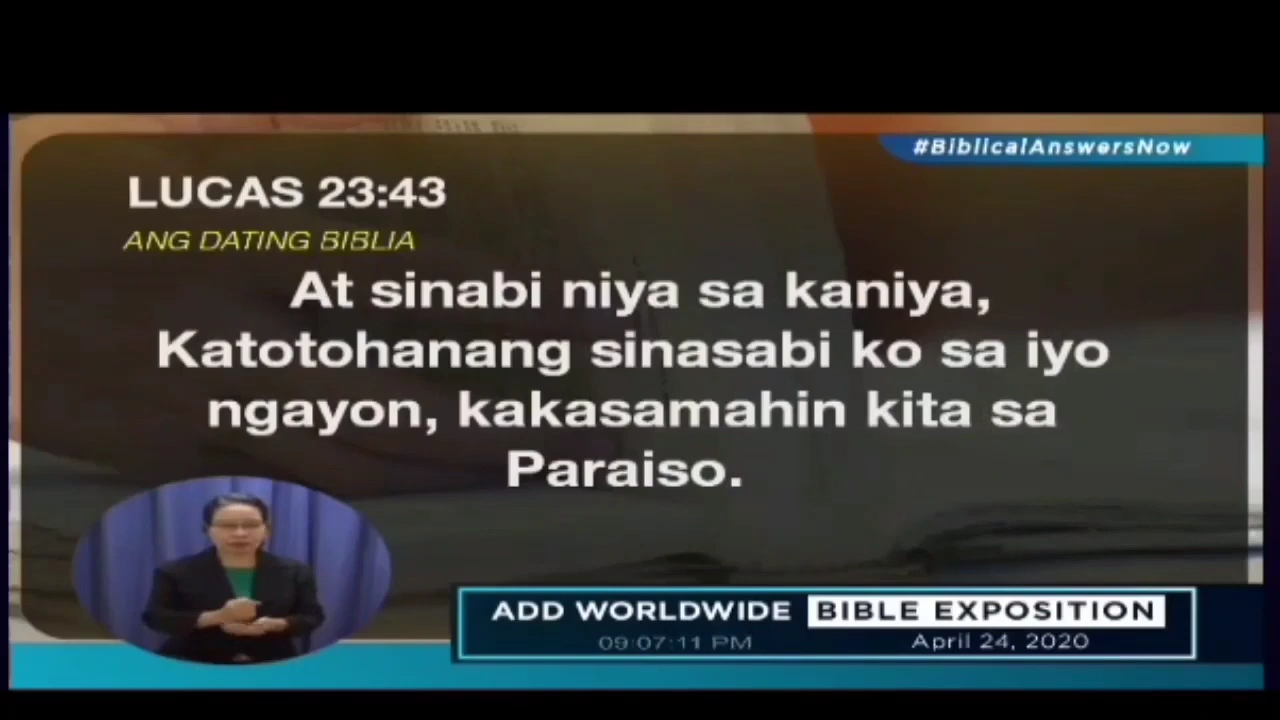 #BiblicalAnswersNow
LUCAS 23:43
ANG DATING BIBLIA
At sinabi niya sa kaniya,
Katotohanang sinasabi ko sa iyo
ngayon, kakasamahin kita sa
Paraiso.
ADD WORLDWIDE BIBLE EXPOSITION
09:07:11 PM April 24, 2020